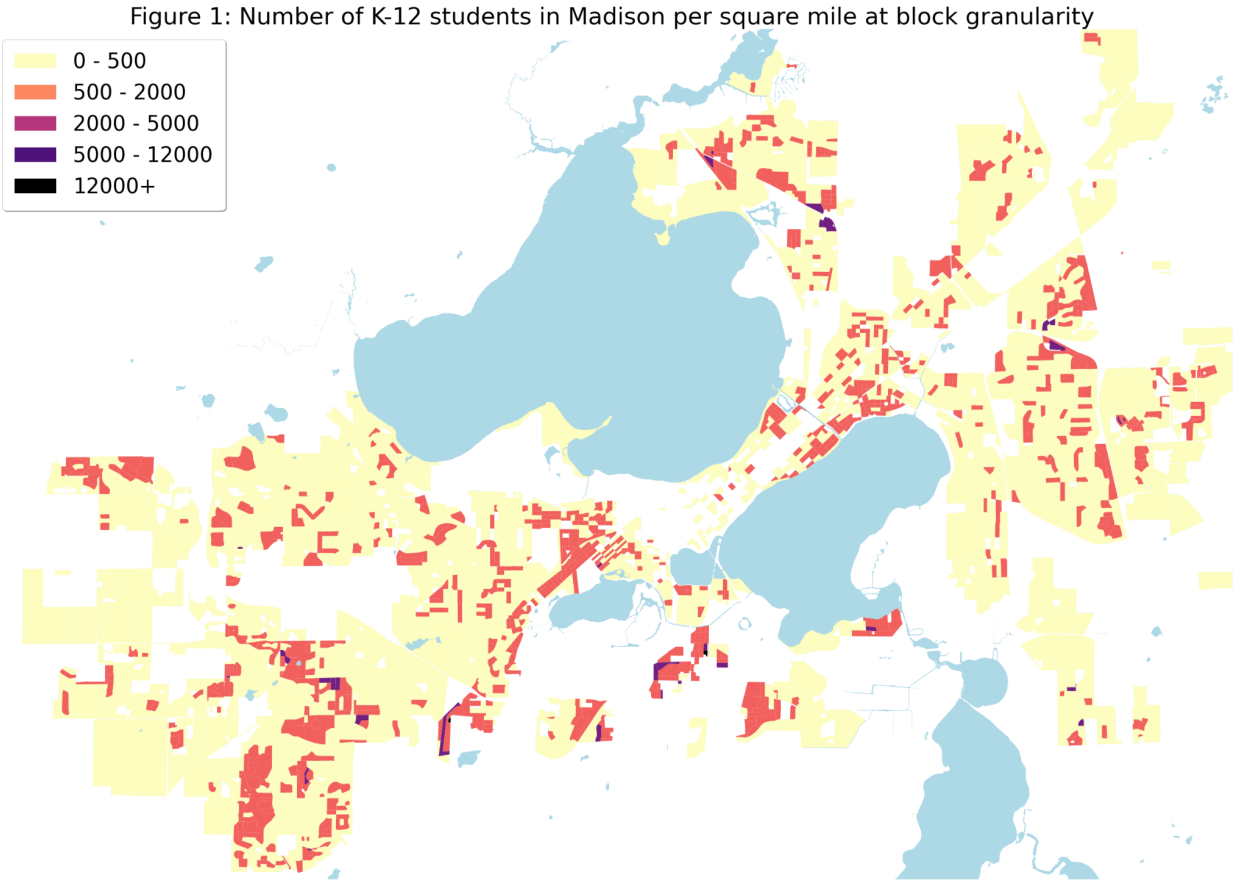 Figure 1: Number of K-12 students in Madison per square mile at block granularity
0 - 500
500 - 2000
2000 - 5000
5000 - 12000
12000+